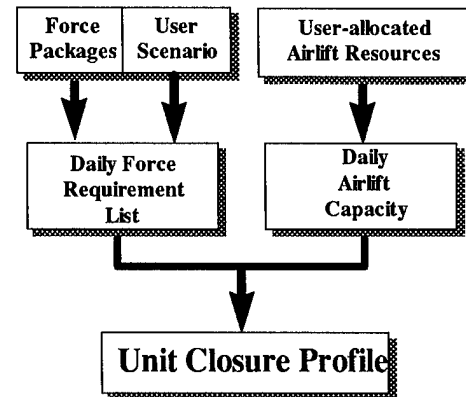 Force
Packages
User
Scenario
User-allocated
Airlift Resources
Daily Force
Requirement
List
Daily
Airlift
Capacity
Unit Closure Profile